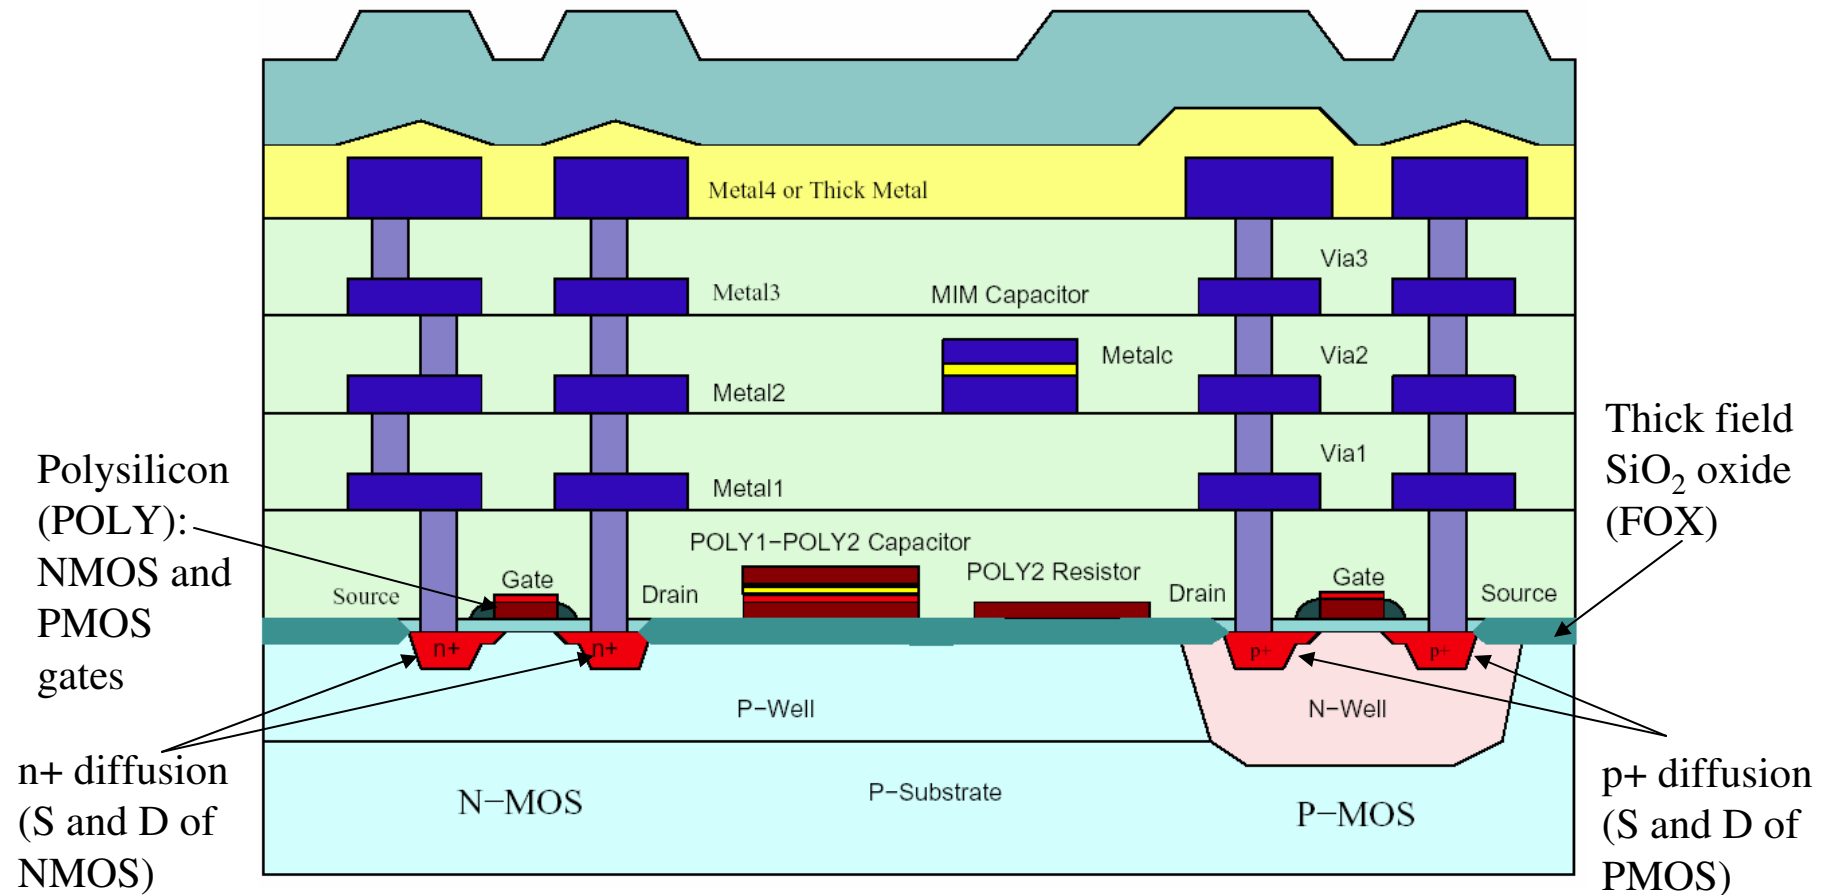 Metal4 or Thick Metal
Via3
Metal3
MIM Capacitor
Metalc
Via2
Metal2
Thick field
SiO₂ oxide
(FOX)
Via1
Metal1
Polysilicon
(POLY):
NMOS and
PMOS
gates
POLY1−POLY2 Capacitor
POLY2 Resistor
Source
Gate
Drain
Drain
Gate
Source
n+
n+
p+
p+
P−Well
N−Well
n+ diffusion
(S and D of
NMOS)
N−MOS
P−Substrate
P−MOS
p+ diffusion
(S and D of
PMOS)